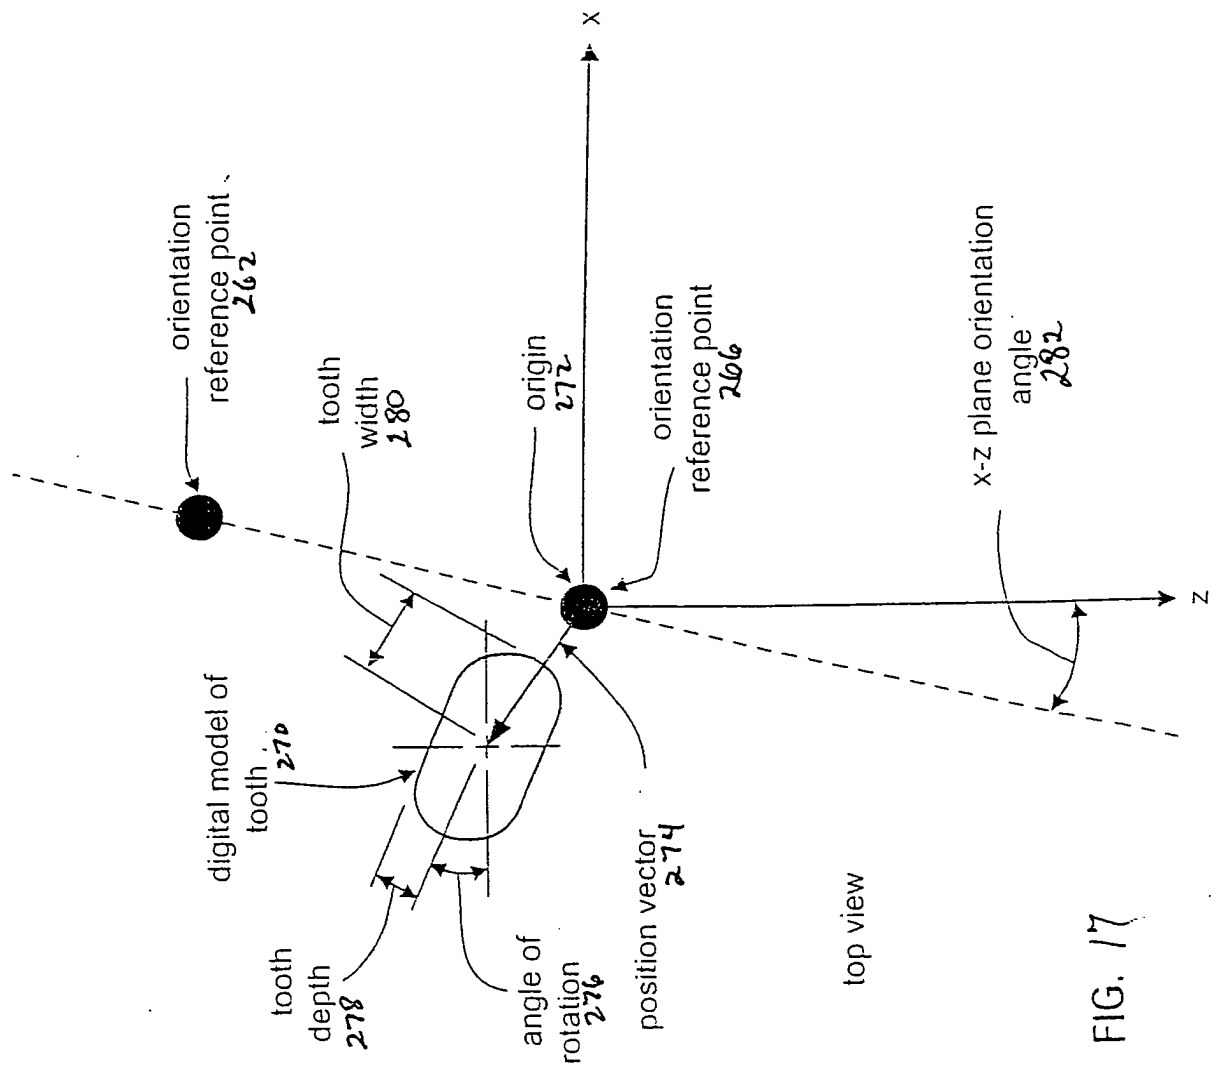 orientation
reference point
262
tooth
width
280
digital model of
tooth
270
tooth
depth
278
angle of
rotation
276
position vector
274
origin
272
orientation
reference point
266
x-z plane orientation
angle
282
x
z
top view
FIG. 17